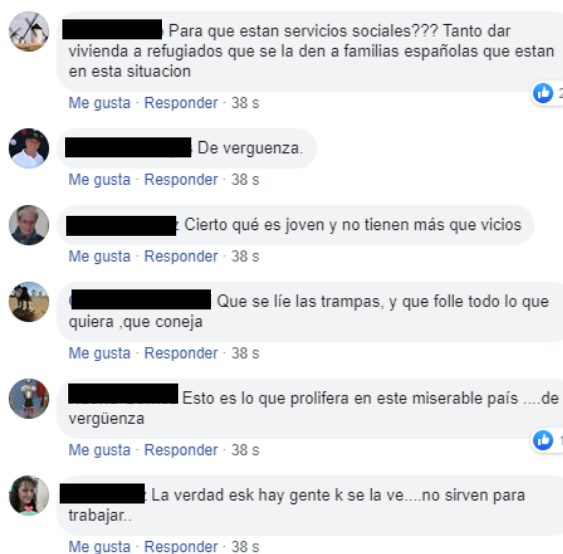 Para que estan servicios sociales??? Tanto dar
vivienda a refugiados que se la den a familias españolas que estan
en esta situacion
2
Me gusta · Responder · 38 s
De verguenza.
Me gusta · Responder · 38 s
Cierto qué es joven y no tienen más que vicios
Me gusta · Responder · 38 s
Que se líe las trampas, y que folle todo lo que
quiera ,que coneja
Me gusta · Responder · 38 s
Esto es lo que prolifera en este miserable país ....de
vergüenza
1
Me gusta · Responder · 38 s
La verdad esk hay gente k se la ve....no sirven para
trabajar..
Me gusta · Responder · 38 s